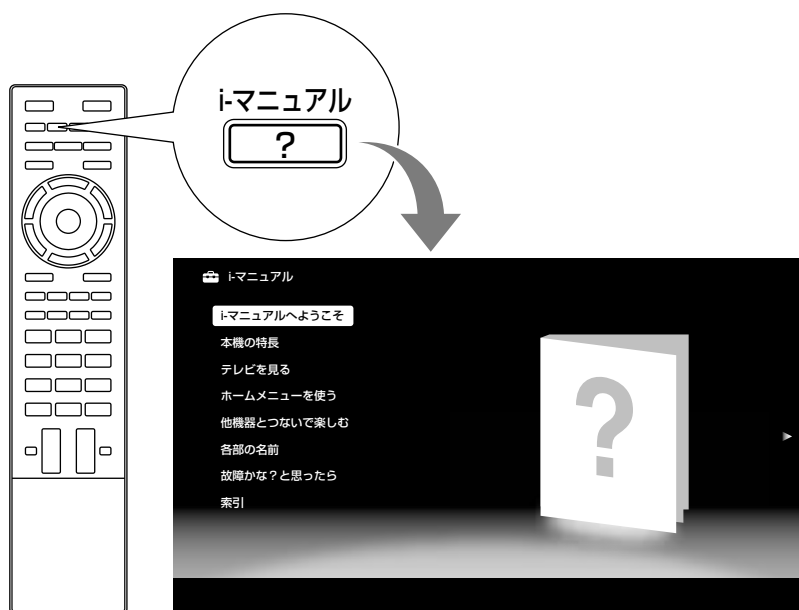 i-マニュアル
?
i-マニュアル
i-マニュアルへようこそ
本機の特長
テレビを見る
ホームメニューを使う
他機器とつないで楽しむ
各部の名前
故障かな？と思ったら
索引
?